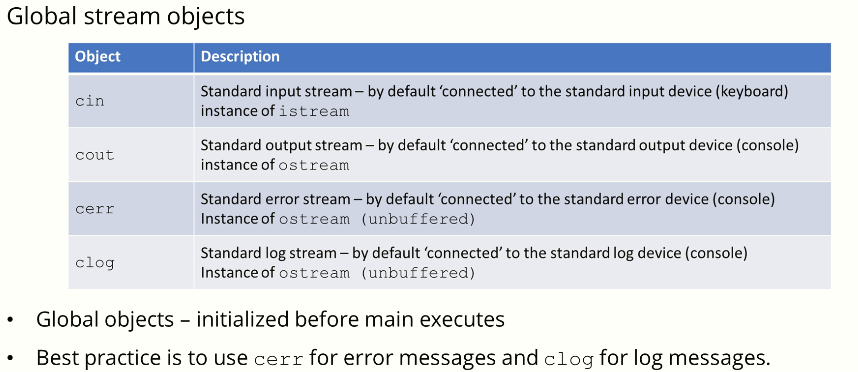 Global stream objects
Object Description
cin
Standard input stream – by default ‘connected’ to the standard input device (keyboard)
instance of istream
cout
Standard output stream – by default ‘connected’ to the standard output device (console)
instance of ostream
cerr
Standard error stream – by default ‘connected’ to the standard error device (console)
Instance of ostream (unbuffered)
clog
Standard log stream – by default ‘connected’ to the standard log device (console)
Instance of ostream (unbuffered)
• Global objects – initialized before main executes
• Best practice is to use cerr for error messages and clog for log messages.